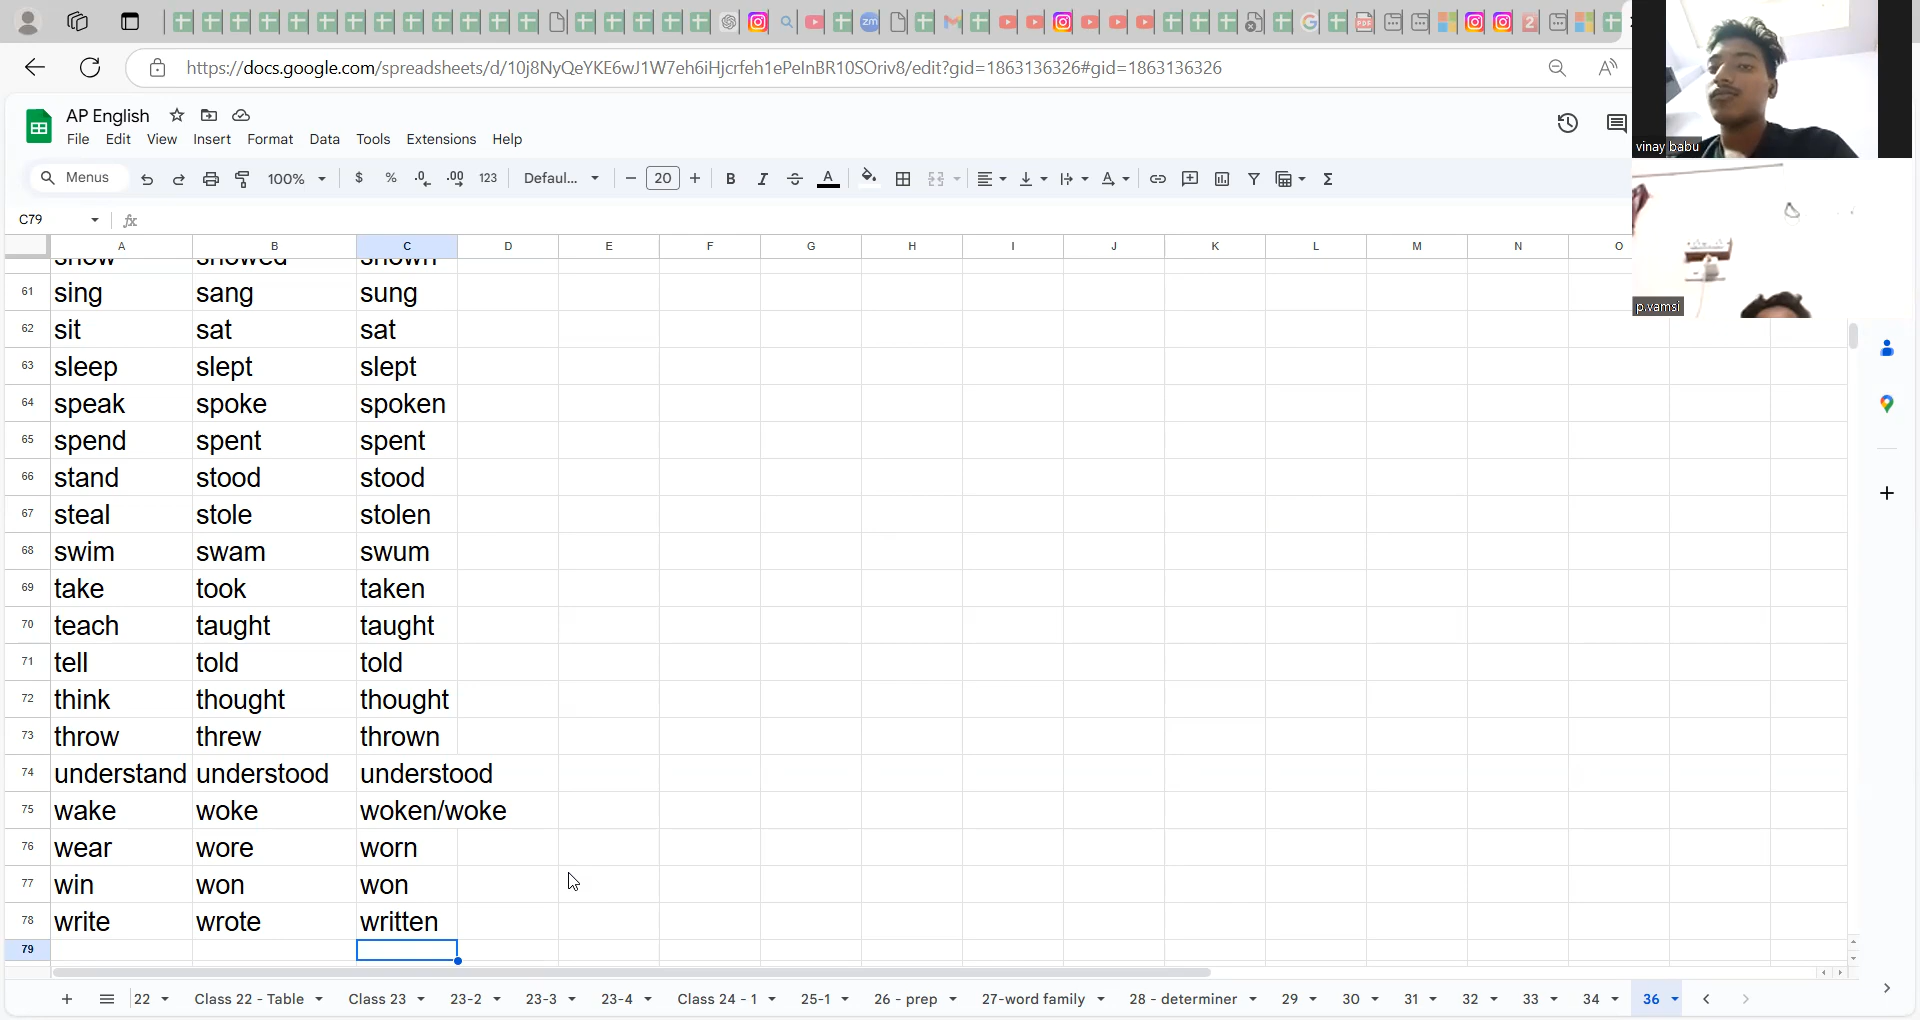 https://docs.google.com/spreadsheets/d/10j8NyQeYKE6wJ1W7eh6iHjcrfeh1ePeInBR10SOriv8/edit?gid=1863136326#gid=1863136326
vinay babu
AP English
File Edit View Insert Format Data Tools Extensions Help
Menus 100% $ % .0 .00 123 Defaul... 20 B I A
C79 fx
p.vamsi
A B C D E F G H I J K L M N O
show showed shown
61 sing sang sung
62 sit sat sat
63 sleep slept slept
64 speak spoke spoken
65 spend spent spent
66 stand stood stood
67 steal stole stolen
68 swim swam swum
69 take took taken
70 teach taught taught
71 tell told told
72 think thought thought
73 throw threw thrown
74 understand understood understood
75 wake woke woken/woke
76 wear wore worn
77 win won won
78 write wrote written
79
22 Class 22 - Table Class 23 23-2 23-3 23-4 Class 24 - 1 25-1 26 - prep 27-word family 28 - determiner 29 30 31 32 33 34 36